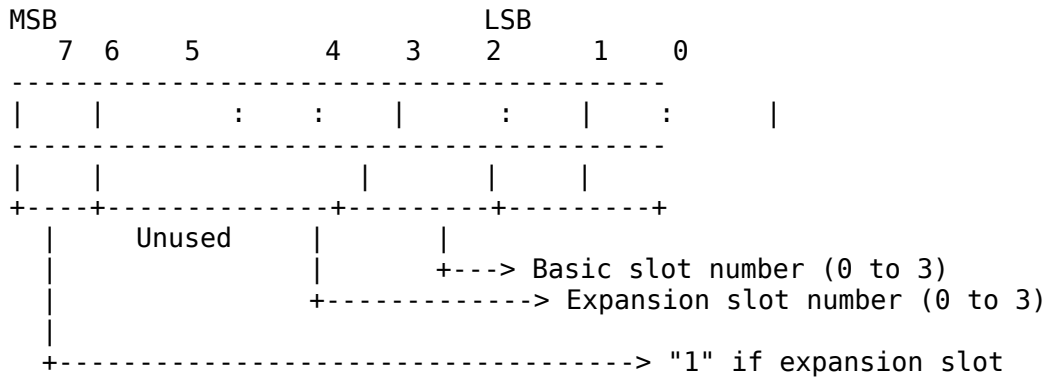 MSB                           LSB
   7  6    5        4    3    2      1    0
-----------------------------------------
|    |        :    :    |      :    |    :      |
-----------------------------------------
|    |                |       |     |
+----+--------------+---------+---------+
  |     Unused     |       |
  |                |       +---> Basic slot number (0 to 3)
  |                +-------------> Expansion slot number (0 to 3)
  |
  +------------------------------------> "1" if expansion slot